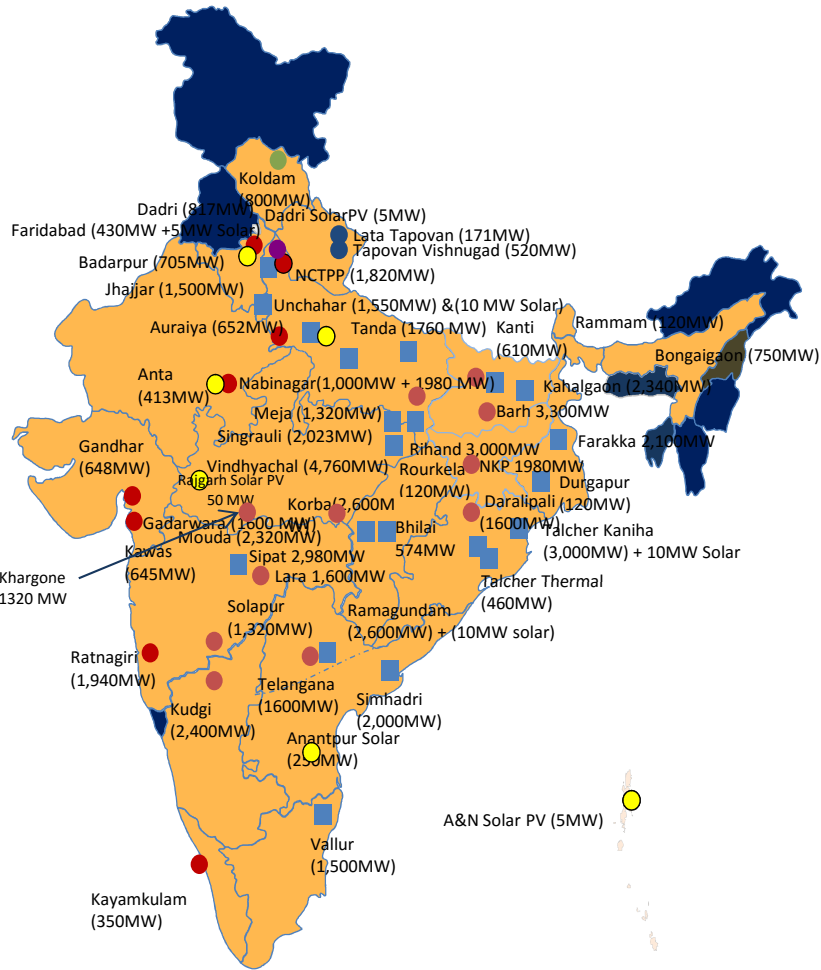 Koldam
(800MW)
Dadri (817MW)
Dadri SolarPV (5MW)
Faridabad (430MW +5MW Solar)
Lata Tapovan (171MW)
Tapovan Vishnugad (520MW)
Badarpur (705MW)
NCTPP (1,820MW)
Jhajjar (1,500MW)
Unchahar (1,550MW) &(10 MW Solar)
Auraiya (652MW)
Tanda (1760 MW)
Kanti
(610MW)
Rammam (120MW)
Bongaigaon (750MW)
Anta
(413MW)
Nabinagar(1,000MW + 1980 MW)
Kahalgaon (2,340MW)
Meja (1,320MW)
Barh 3,300MW
Singrauli (2,023MW)
Rihand 3,000MW
Farakka 2,100MW
Gandhar
(648MW)
Vindhyachal (4,760MW)
Rourkela
(120MW)
NKP 1980MW
Rajgarh Solar PV
50 MW
Durgapur
(120MW)
Korba(2,600M
W)
Daralipali
(1600MW)
Gadarwara (1600 MW)
Mouda (2,320MW)
Bhilai
574MW
Talcher Kaniha
(3,000MW) + 10MW Solar
Kawas
(645MW)
Sipat 2,980MW
Khargone
1320 MW
Lara 1,600MW
Talcher Thermal
(460MW)
Solapur
(1,320MW)
Ramagundam
(2,600MW) + (10MW solar)
Ratnagiri
(1,940MW)
Telangana
(1600MW)
Simhadri
(2,000MW)
Kudgi
(2,400MW)
Anantpur Solar
(250MW)
A&N Solar PV (5MW)
Vallur
(1,500MW)
Kayamkulam
(350MW)